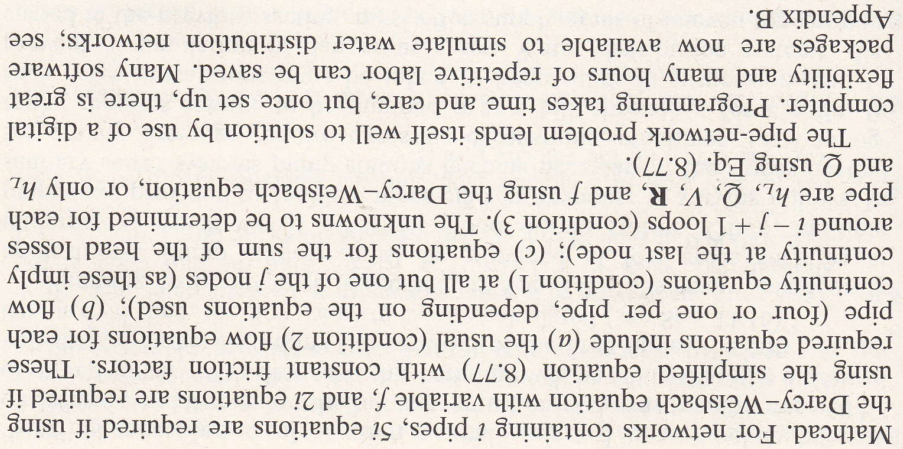 Mathcad. For networks containing i pipes, 5i equations are required if using
the Darcy–Weisbach equation with variable f, and 2i equations are required if
using the simplified equation (8.77) with constant friction factors. These
required equations include (a) the usual (condition 2) flow equations for each
pipe (four or one per pipe, depending on the equations used); (b) flow
continuity equations (condition 1) at all but one of the j nodes (as these imply
continuity at the last node); (c) equations for the sum of the head losses
around i − j + 1 loops (condition 3). The unknowns to be determined for each
pipe are hL, Q, V, R, and f using the Darcy–Weisbach equation, or only hL
and Q using Eq. (8.77).
The pipe-network problem lends itself well to solution by use of a digital
computer. Programming takes time and care, but once set up, there is great
flexibility and many hours of repetitive labor can be saved. Many software
packages are now available to simulate water distribution networks; see
Appendix B.